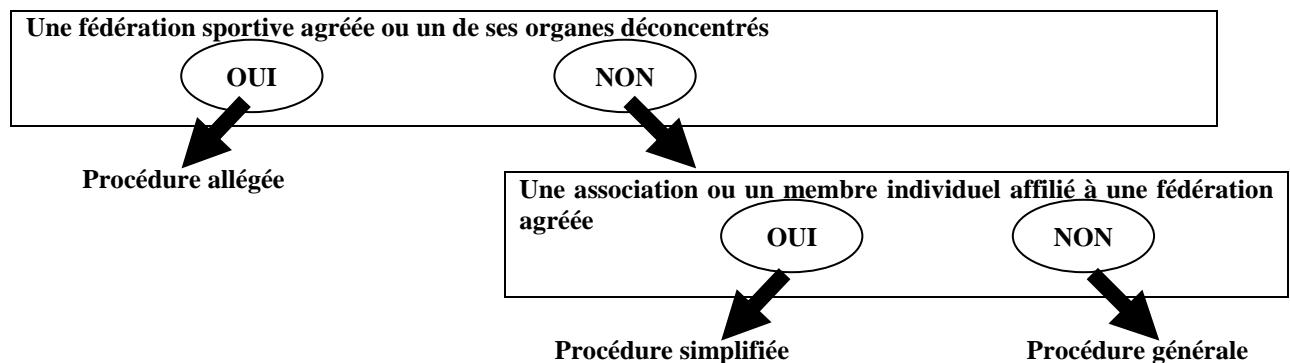 Une fédération sportive agréée ou un de ses organes déconcentrés
OUI NON
Procédure allégée
Une association ou un membre individuel affilié à une fédération
agréée
OUI NON
Procédure simplifiée Procédure générale